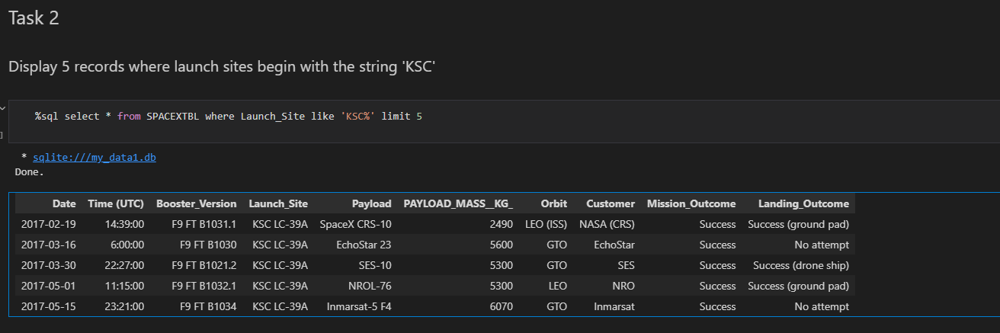 Task 2
Display 5 records where launch sites begin with the string 'KSC'
%sql select * from SPACEXTBL where Launch_Site like 'KSC%' limit 5
]
* sqlite:///my_data1.db
Done.
Date Time (UTC) Booster_Version Launch_Site Payload PAYLOAD_MASS__KG_ Orbit Customer Mission_Outcome Landing_Outcome
2017-02-19 14:39:00 F9 FT B1031.1 KSC LC-39A SpaceX CRS-10 2490 LEO (ISS) NASA (CRS) Success Success (ground pad)
2017-03-16 6:00:00 F9 FT B1030 KSC LC-39A EchoStar 23 5600 GTO EchoStar Success No attempt
2017-03-30 22:27:00 F9 FT B1021.2 KSC LC-39A SES-10 5300 GTO SES Success Success (drone ship)
2017-05-01 11:15:00 F9 FT B1032.1 KSC LC-39A NROL-76 5300 LEO NRO Success Success (ground pad)
2017-05-15 23:21:00 F9 FT B1034 KSC LC-39A Inmarsat-5 F4 6070 GTO Inmarsat Success No attempt